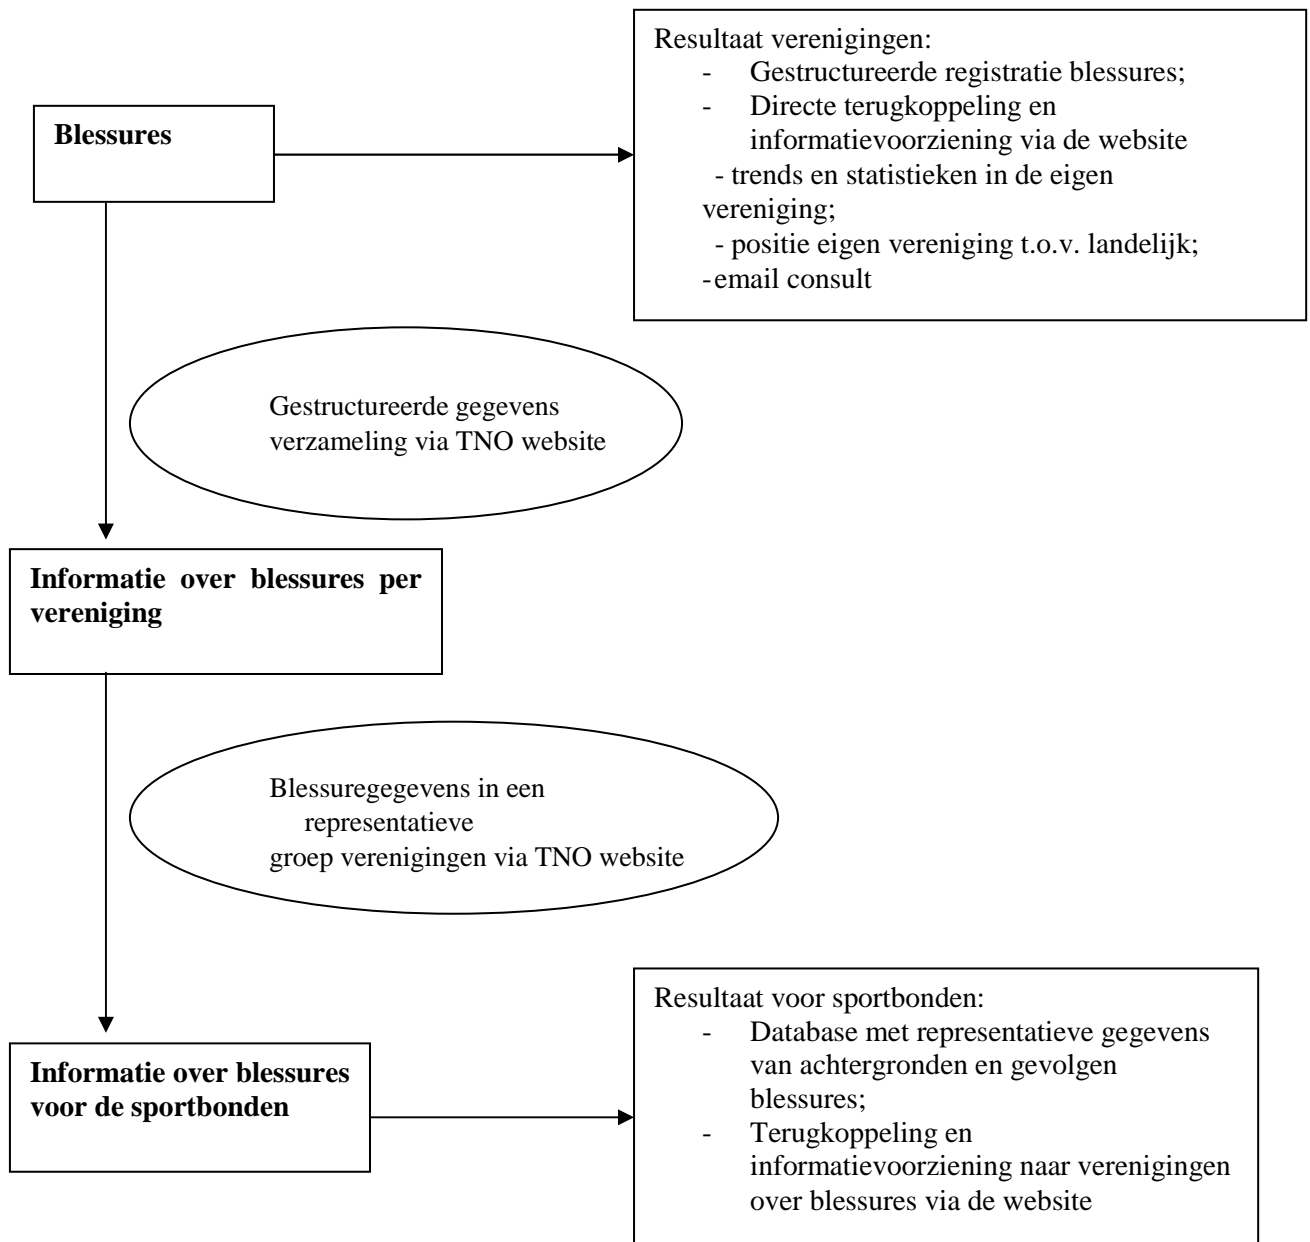 Resultaat verenigingen:
- Gestructureerde registratie blessures;
- Directe terugkoppeling en
informatievoorziening via de website
- trends en statistieken in de eigen
vereniging;
- positie eigen vereniging t.o.v. landelijk;
-email consult
Blessures
Gestructureerde gegevens
verzameling via TNO website
Informatie over blessures per
vereniging
Blessuregegevens in een
representatieve
groep verenigingen via TNO website
Informatie over blessures
voor de sportbonden
Resultaat voor sportbonden:
- Database met representatieve gegevens
van achtergronden en gevolgen
blessures;
- Terugkoppeling en
informatievoorziening naar verenigingen
over blessures via de website